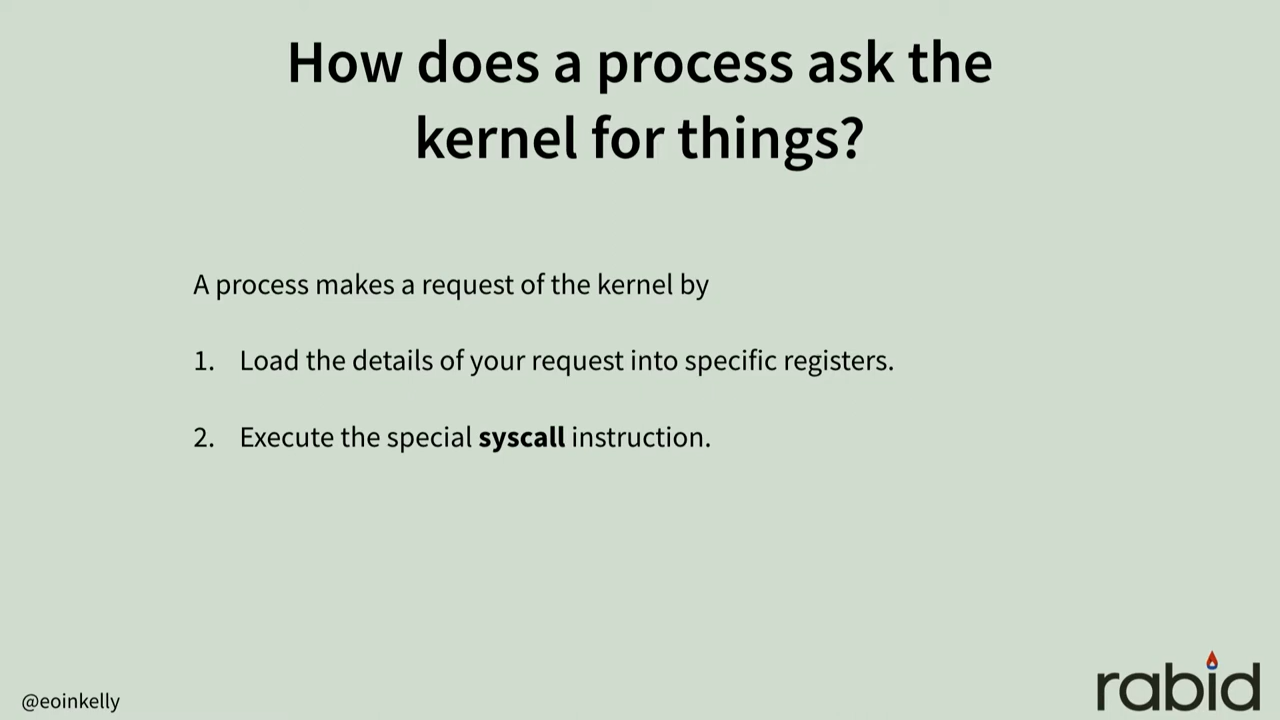 How does a process ask the
kernel for things?
A process makes a request of the kernel by
1. Load the details of your request into specific registers.
2. Execute the special syscall instruction.
@eoinkelly
rabid